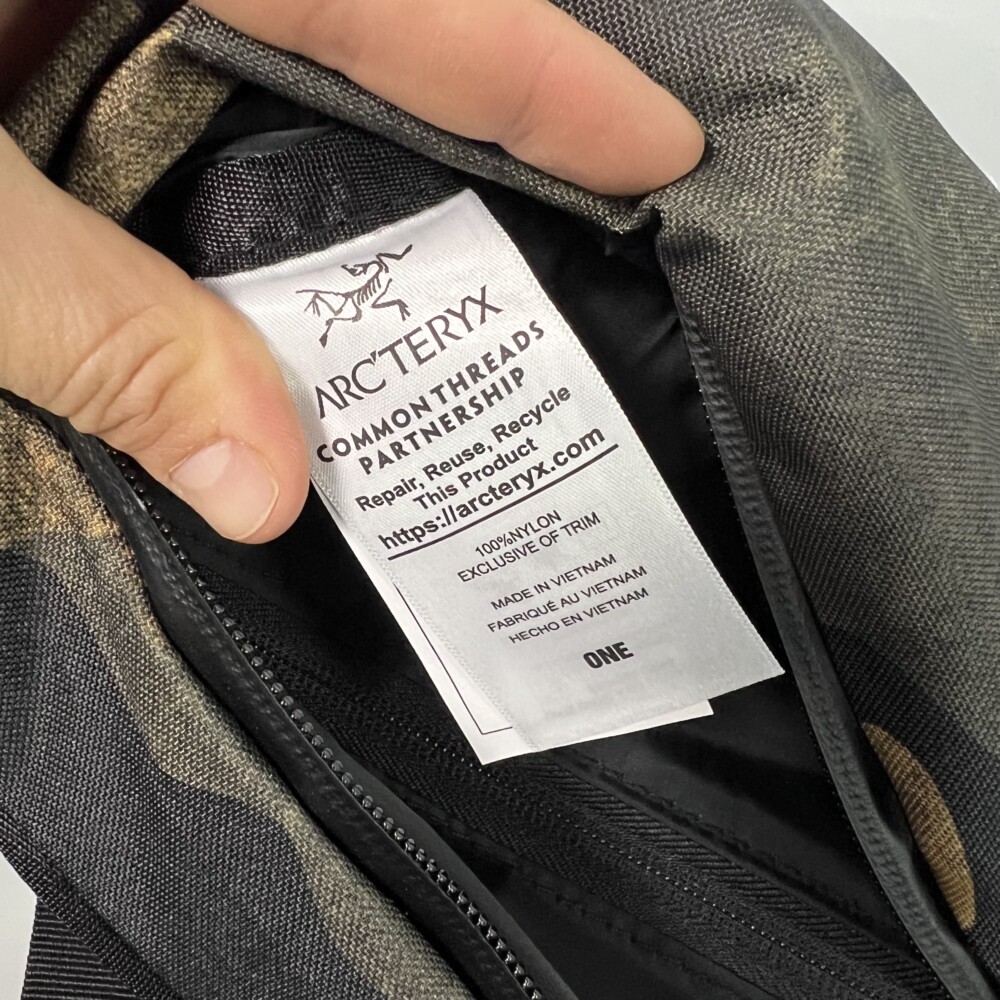 ARC'TERYX
COMMON THREADS
PARTNERSHIP
Repair, Reuse, Recycle
This Product
https://arcteryx.com
100%NYLON
EXCLUSIVE OF TRIM
MADE IN VIETNAM
FABRIQUÉ AU VIETNAM
HECHO EN VIETNAM
ONE